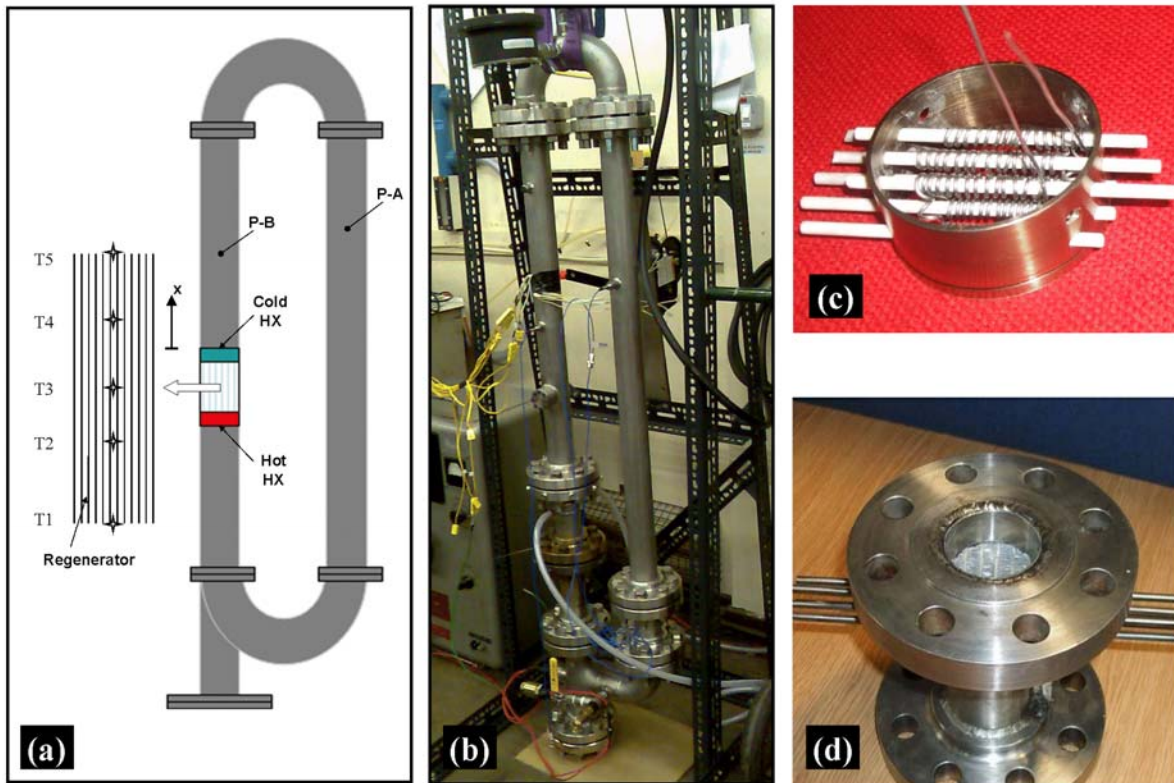 P-A
P-B
T5
x
Cold
HX
T4
T3
T2
Hot
HX
T1
Regenerator
(a)
(b)
(c)
(d)